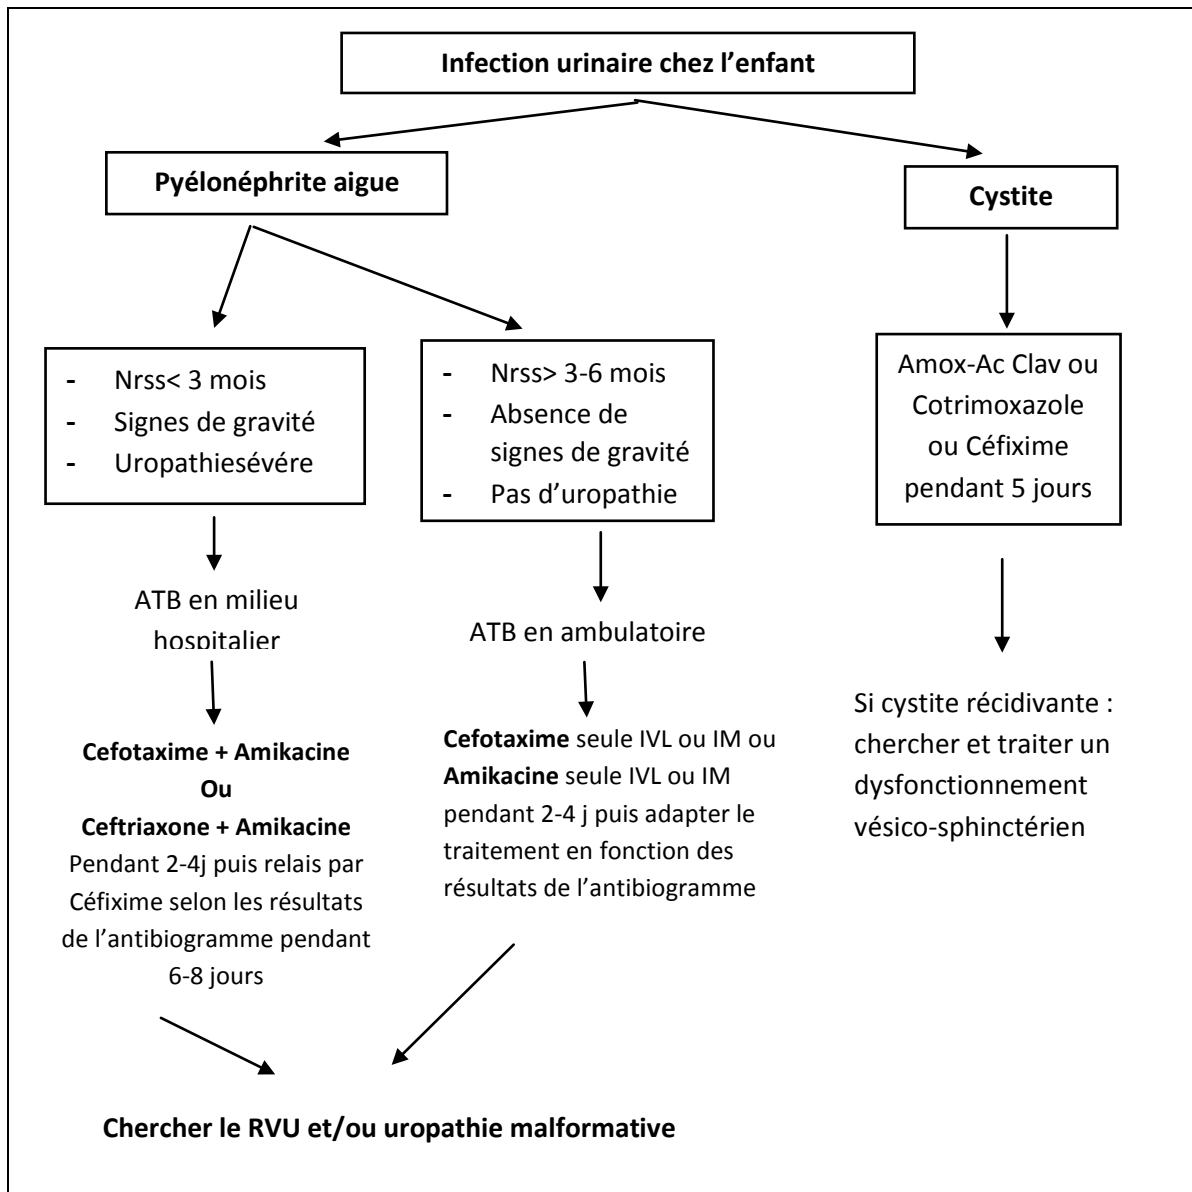 Infection urinaire chez l’enfant
Pyélonéphrite aigue
Cystite
- Nrss< 3 mois
- Signes de gravité
- Uropathiesévére
- Nrss> 3-6 mois
- Absence de
signes de gravité
- Pas d’uropathie
Amox-Ac Clav ou
Cotrimoxazole
ou Céfixime
pendant 5 jours
ATB en milieu
hospitalier
ATB en ambulatoire
Cefotaxime + Amikacine
Ou
Ceftriaxone + Amikacine
Pendant 2-4j puis relais par
Céfixime selon les résultats
de l’antibiogramme pendant
6-8 jours
Cefotaxime seule IVL ou IM ou
Amikacine seule IVL ou IM
pendant 2-4 j puis adapter le
traitement en fonction des
résultats de l’antibiogramme
Si cystite récidivante :
chercher et traiter un
dysfonctionnement
vésico-sphinctérien
Chercher le RVU et/ou uropathie malformative